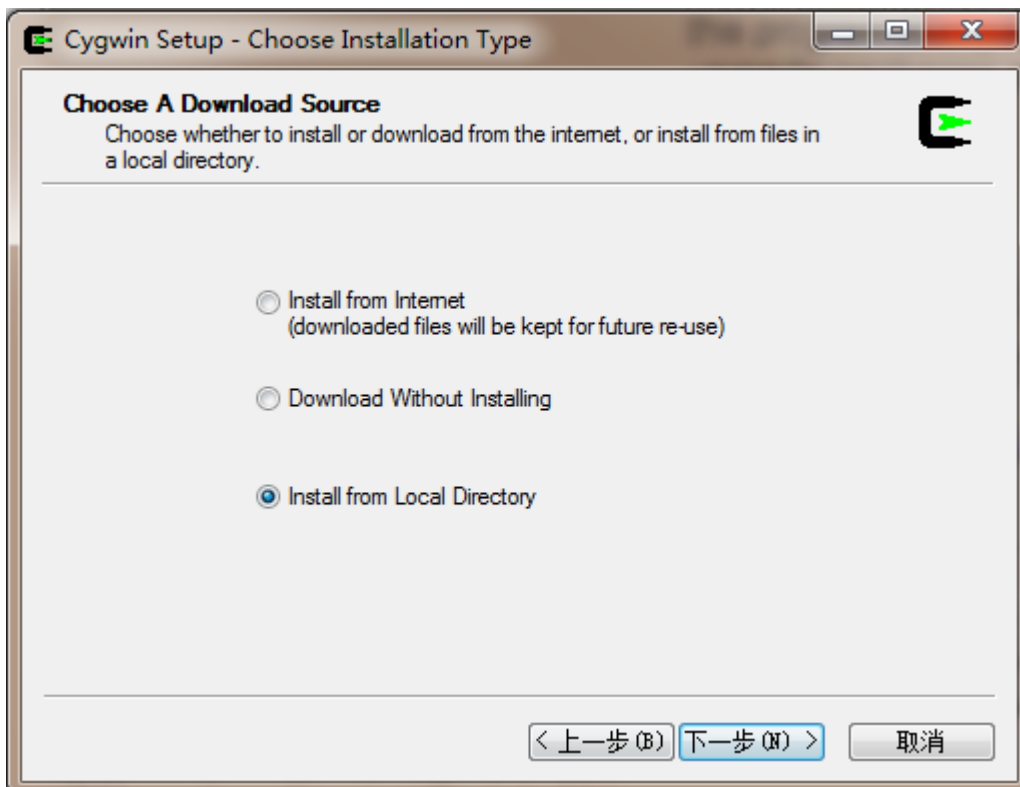 Cygwin Setup - Choose Installation Type
Choose A Download Source
Choose whether to install or download from the internet, or install from files in
a local directory.
Install from Internet
(downloaded files will be kept for future re-use)
Download Without Installing
Install from Local Directory
< 上一步(B) 下一步(N) > 取消